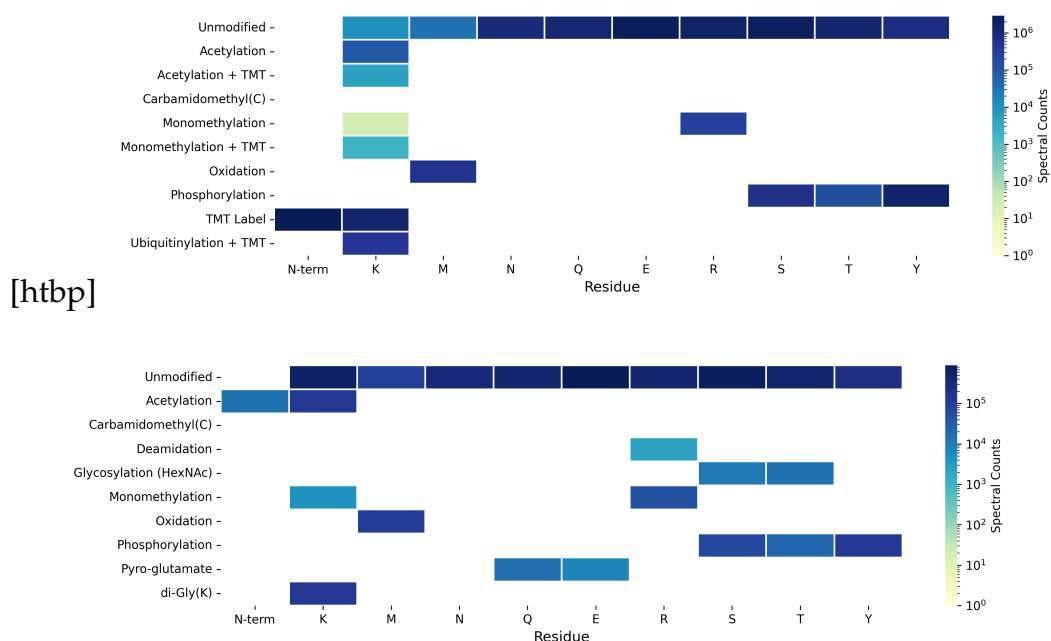 Unmodified
Acetylation
Acetylation + TMT
Carbamidomethyl(C)
Monomethylation
Monomethylation + TMT
Oxidation
Phosphorylation
TMT Label
Ubiquitinylation + TMT
N-term K M N Q E R S T Y
Residue
10^6
10^5
10^4
10^3
10^2
10^1
10^0
Spectral Counts
[htbp]
Unmodified
Acetylation
Carbamidomethyl(C)
Deamidation
Glycosylation (HexNAc)
Monomethylation
Oxidation
Phosphorylation
Pyro-glutamate
di-Gly(K)
N-term K M N Q E R S T Y
Residue
10^5
10^4
10^3
10^2
10^1
10^0
Spectral Counts